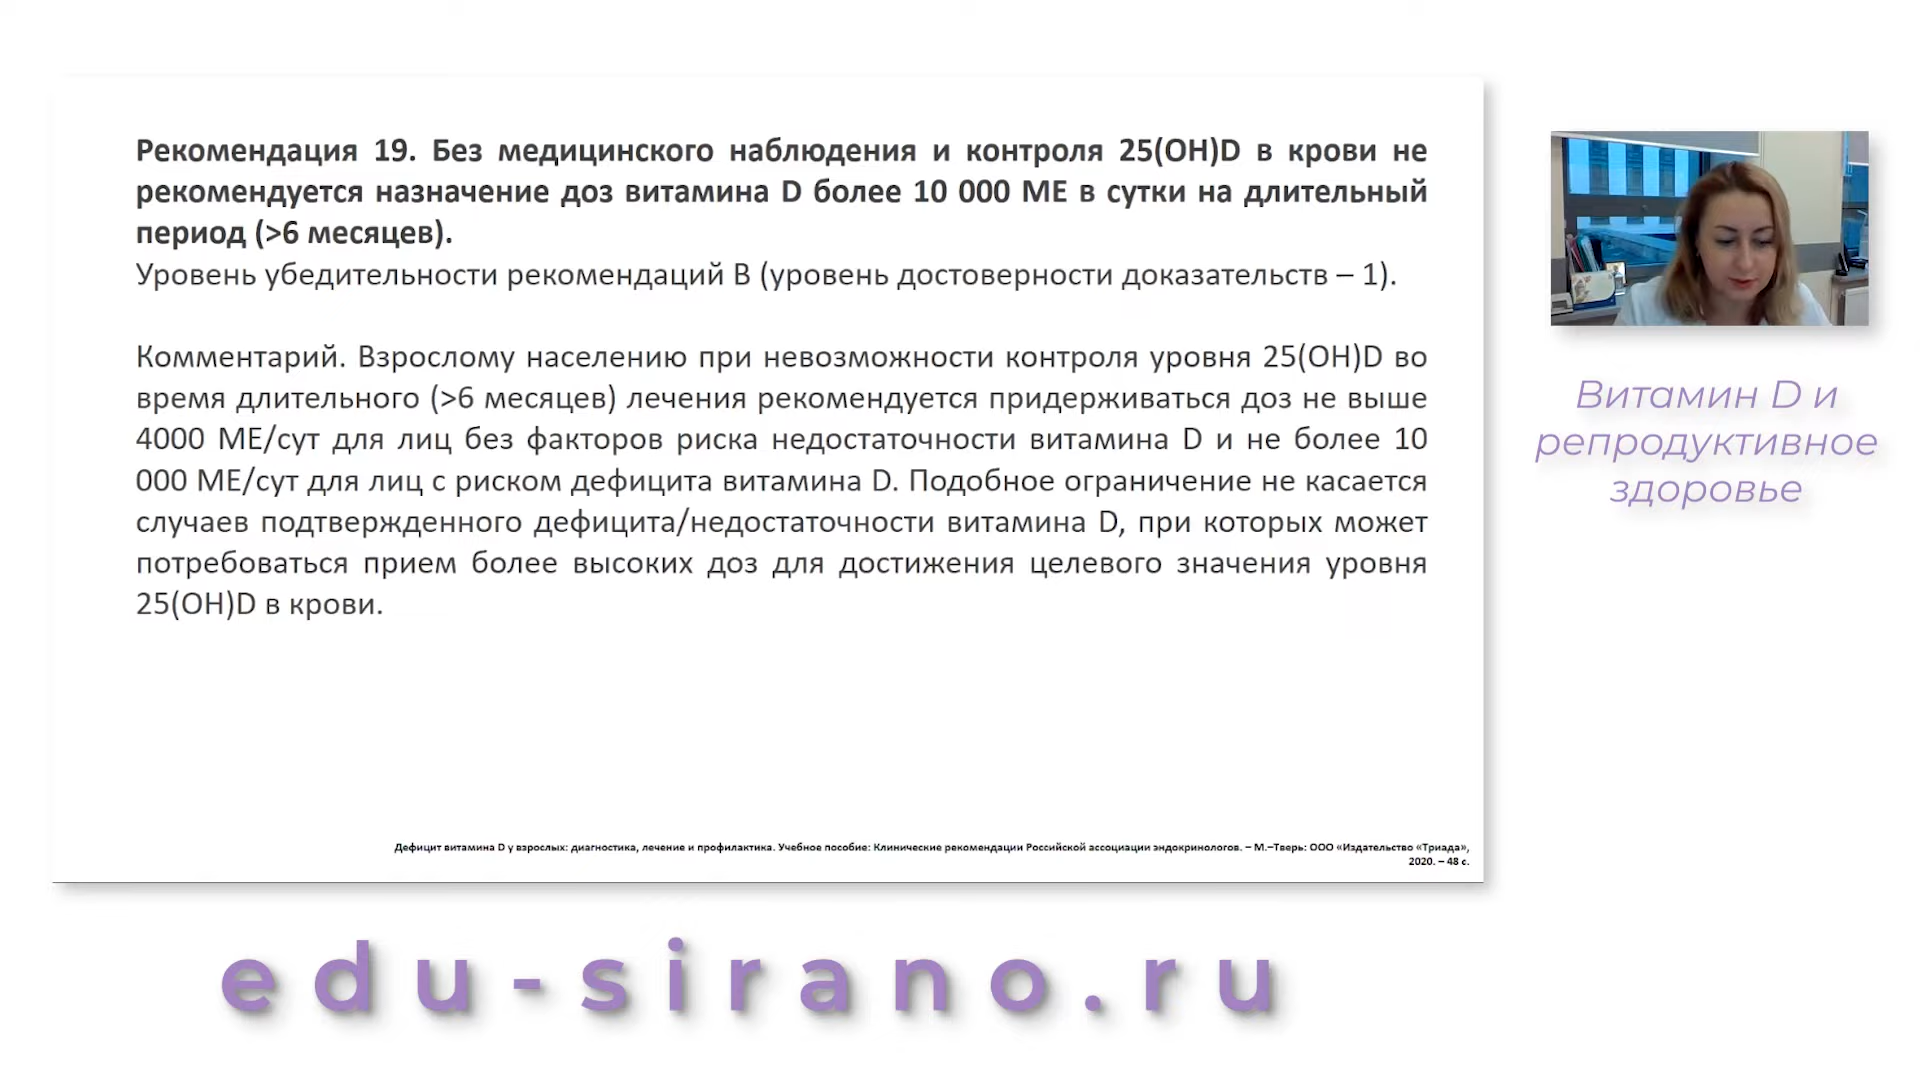 Рекомендация 19. Без медицинского наблюдения и контроля 25(OH)D в крови не
рекомендуется назначение доз витамина D более 10 000 МЕ в сутки на длительный
период (>6 месяцев).
Уровень убедительности рекомендаций B (уровень достоверности доказательств – 1).
Комментарий. Взрослому населению при невозможности контроля уровня 25(OH)D во
время длительного (>6 месяцев) лечения рекомендуется придерживаться доз не выше
4000 МЕ/сут для лиц без факторов риска недостаточности витамина D и не более 10
000 МЕ/сут для лиц с риском дефицита витамина D. Подобное ограничение не касается
случаев подтвержденного дефицита/недостаточности витамина D, при которых может
потребоваться прием более высоких доз для достижения целевого значения уровня
25(OH)D в крови.
Дефицит витамина D у взрослых: диагностика, лечение и профилактика. Учебное пособие: Клинические рекомендации Российской ассоциации эндокринологов. – М.–Тверь: ООО «Издательство «Триада»,
2020. – 48 с.
Витамин D и
репродуктивное
здоровье
edu-sirano.ru